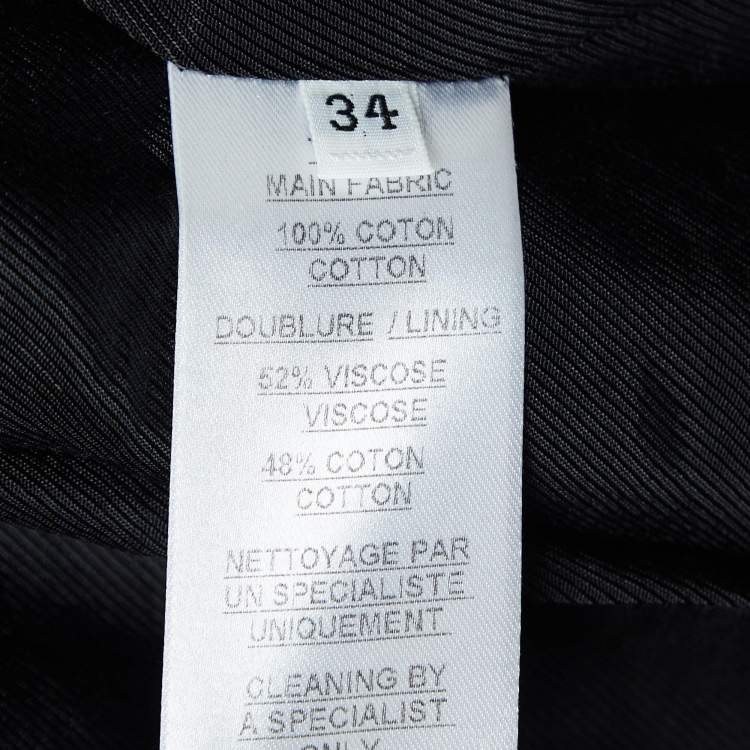 34
MAIN FABRIC
100% COTON
COTTON
DOUBLURE / LINING
52% VISCOSE
VISCOSE
48% COTON
COTTON
NETTOYAGE PAR
UN SPECIALISTE
UNIQUEMENT
CLEANING BY
A SPECIALIST
ONLY